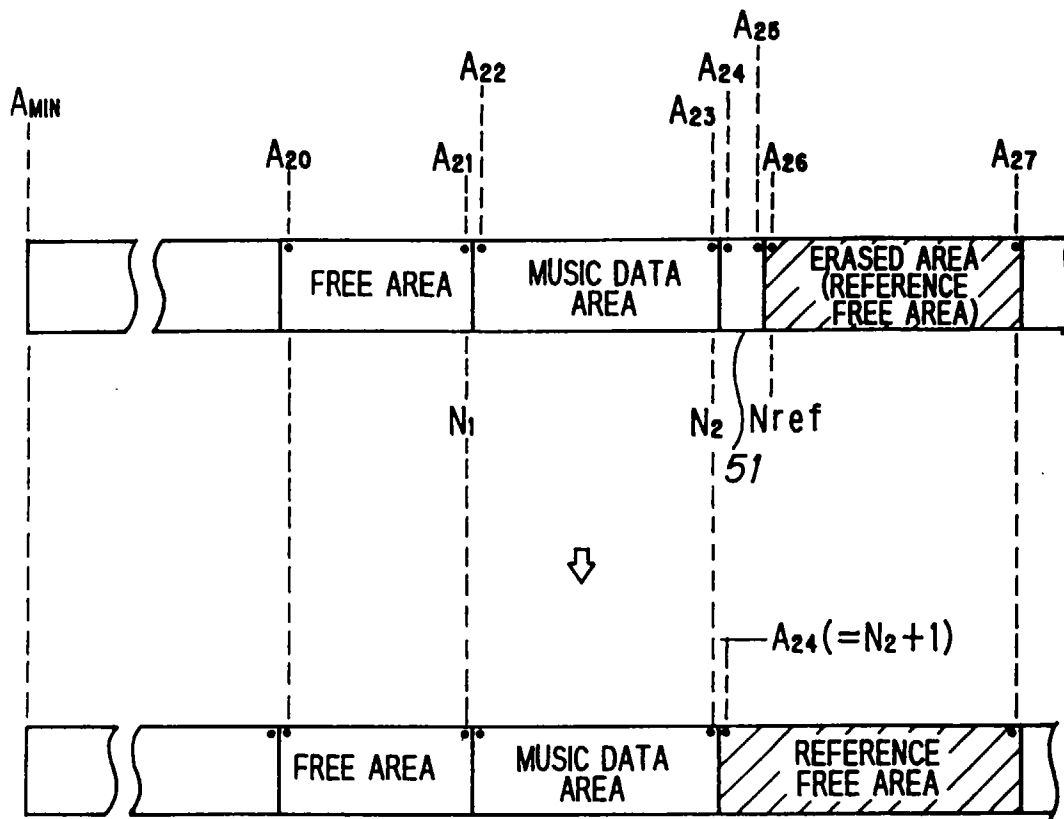 A25
A22
A24
AMIN
A23
A20
A21
A26
A27
FREE AREA
MUSIC DATA
AREA
ERASED AREA
(REFERENCE
FREE AREA)
N1
N2
Nref
51
A24(=N2+1)
FREE AREA
MUSIC DATA
AREA
REFERENCE
FREE AREA